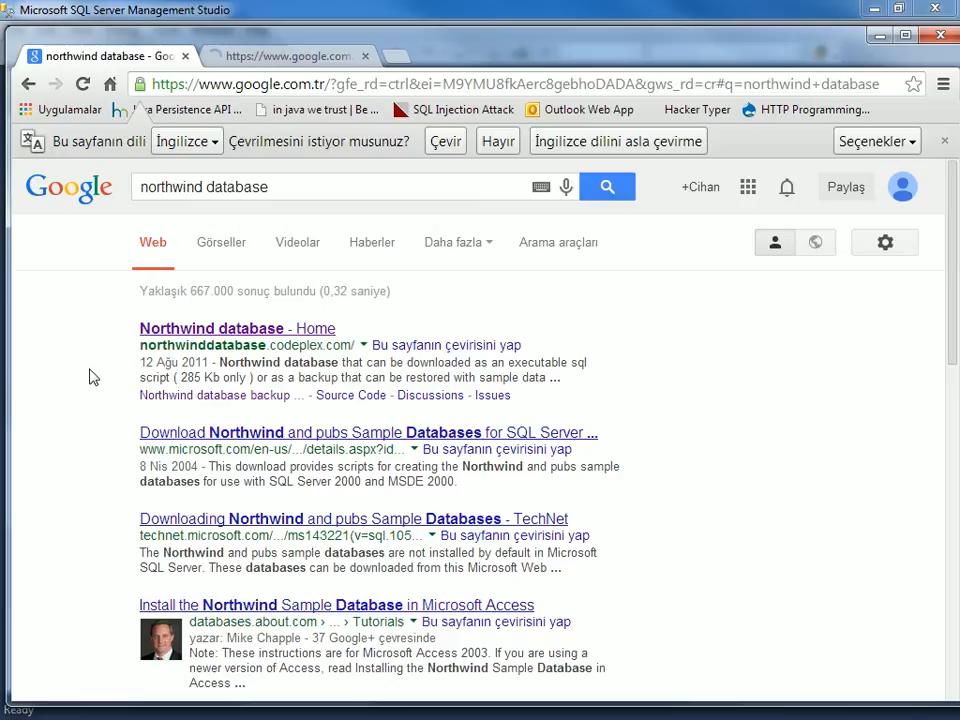 Microsoft SQL Server Management Studio
northwind database - Goo
https://www.google.com.
https://www.google.com.tr/?gfe_rd=ctrl&ei=M9YMU8fkAerc8gebhoDADA&gws_rd=cr#q=northwind+database
Uygulamalar
a Persistence API ...
in java we trust | Be ...
SQL Injection Attack
Outlook Web App
Hacker Typer
HTTP Programming...
Bu sayfanın dili
İngilizce
Çevrilmesini istiyor musunuz?
Çevir
Hayır
İngilizce dilini asla çevirme
Seçenekler
Google
northwind database
+Cihan
Paylaş
Web
Görseller
Videolar
Haberler
Daha fazla
Arama araçları
Yaklaşık 667.000 sonuç bulundu (0,32 saniye)
Northwind database - Home
northwinddatabase.codeplex.com/ Bu sayfanın çevirisini yap
12 Ağu 2011 - Northwind database that can be downloaded as an executable sql
script ( 285 Kb only ) or as a backup that can be restored with sample data ...
Northwind database backup ... - Source Code - Discussions - Issues
Download Northwind and pubs Sample Databases for SQL Server ...
www.microsoft.com/en-us/.../details.aspx?id... Bu sayfanın çevirisini yap
8 Nis 2004 - This download provides scripts for creating the Northwind and pubs sample
databases for use with SQL Server 2000 and MSDE 2000.
Downloading Northwind and pubs Sample Databases - TechNet
technet.microsoft.com/.../ms143221(v=sql.105... Bu sayfanın çevirisini yap
The Northwind and pubs sample databases are not installed by default in Microsoft
SQL Server. These databases can be downloaded from this Microsoft Web ...
Install the Northwind Sample Database in Microsoft Access
databases.about.com › ... › Tutorials Bu sayfanın çevirisini yap
yazar: Mike Chapple - 37 Google+ çevresinde
Note: These instructions are for Microsoft Access 2003. If you are using a
newer version of Access, read Installing the Northwind Sample Database in
Access ...
Ready